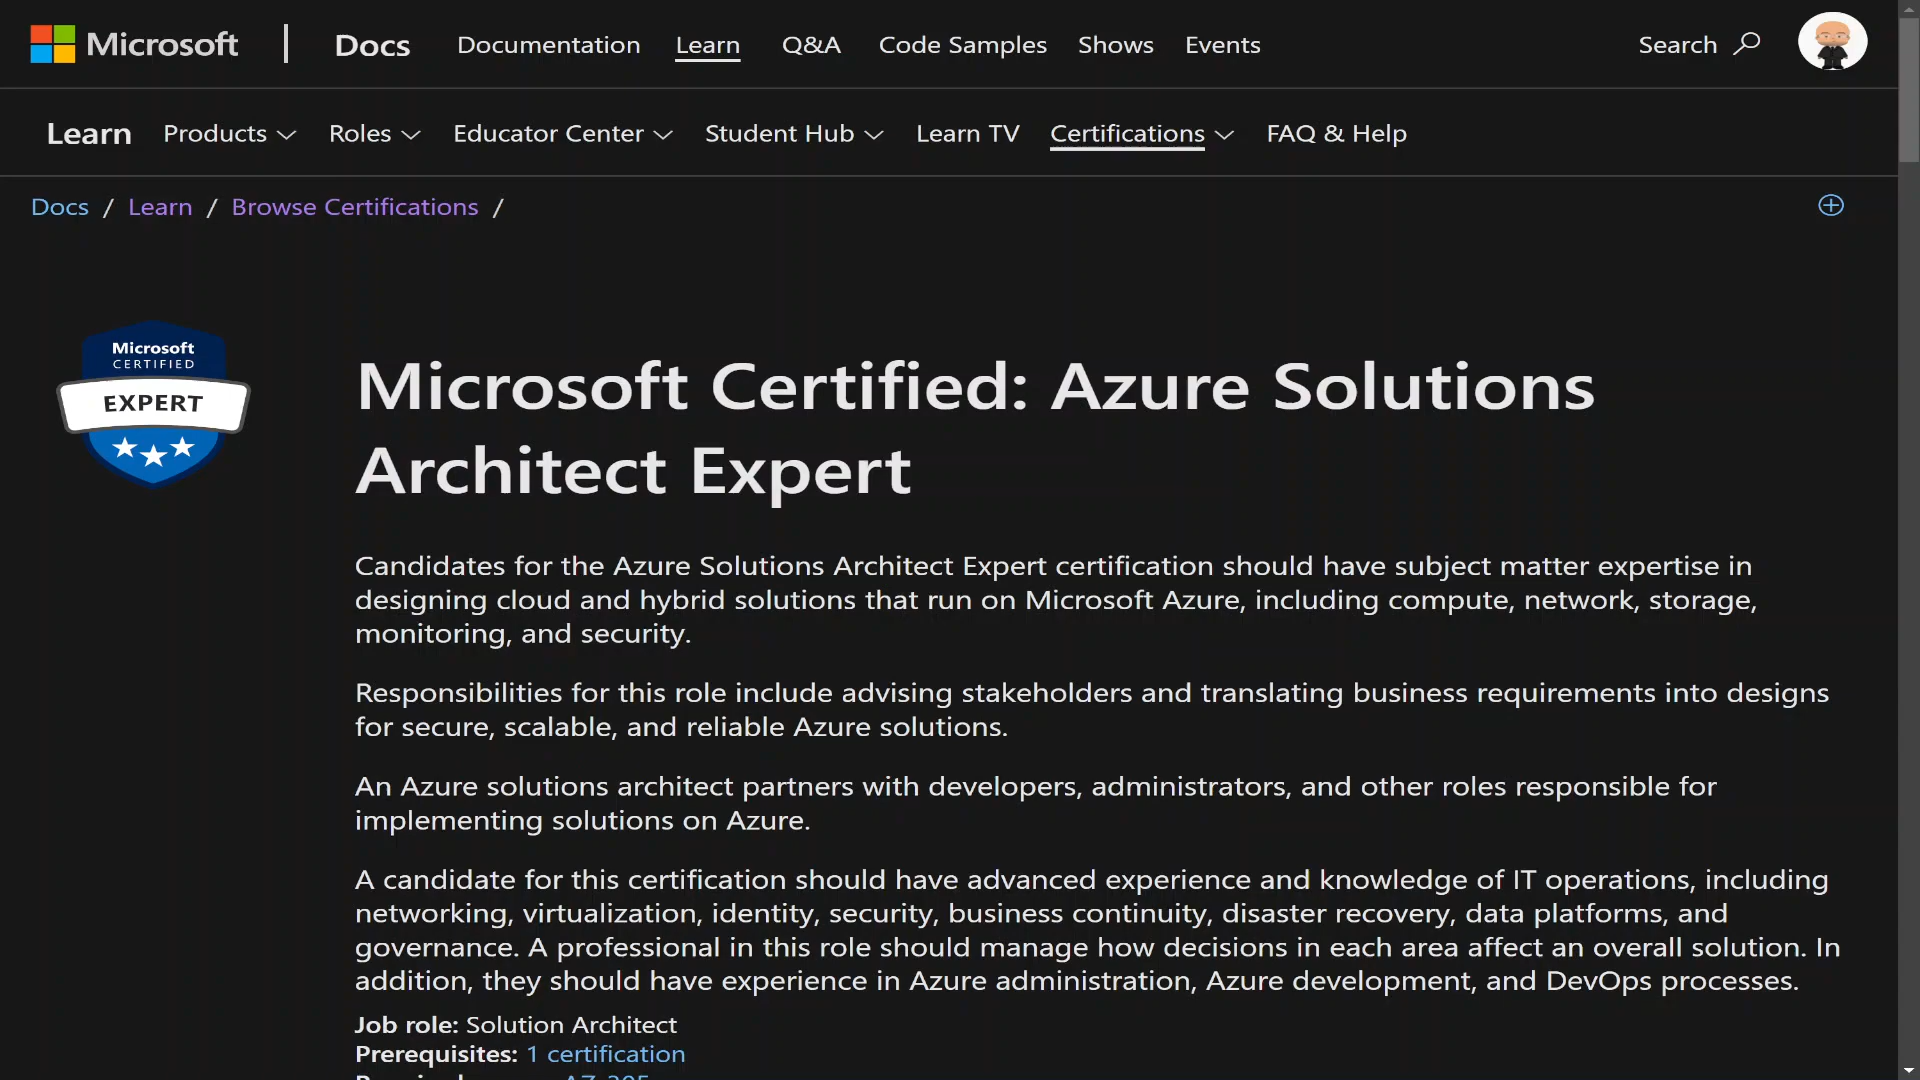 Microsoft | Docs Documentation Learn Q&A Code Samples Shows Events Search
Learn Products Roles Educator Center Student Hub Learn TV Certifications FAQ & Help
Docs / Learn / Browse Certifications /
Microsoft
CERTIFIED
EXPERT
Microsoft Certified: Azure Solutions
Architect Expert
Candidates for the Azure Solutions Architect Expert certification should have subject matter expertise in
designing cloud and hybrid solutions that run on Microsoft Azure, including compute, network, storage,
monitoring, and security.
Responsibilities for this role include advising stakeholders and translating business requirements into designs
for secure, scalable, and reliable Azure solutions.
An Azure solutions architect partners with developers, administrators, and other roles responsible for
implementing solutions on Azure.
A candidate for this certification should have advanced experience and knowledge of IT operations, including
networking, virtualization, identity, security, business continuity, disaster recovery, data platforms, and
governance. A professional in this role should manage how decisions in each area affect an overall solution. In
addition, they should have experience in Azure administration, Azure development, and DevOps processes.
Job role: Solution Architect
Prerequisites: 1 certification